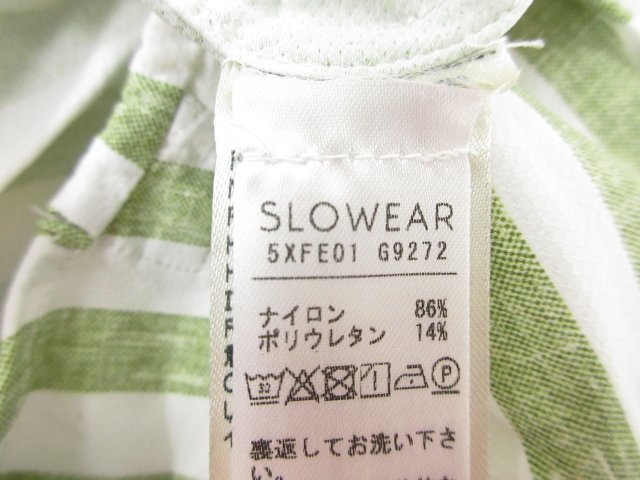 SLOWEAR
5XFE01 G9272
ナイロン 86%
ポリウレタン 14%
30
P
裏返してお洗い下さ
い。